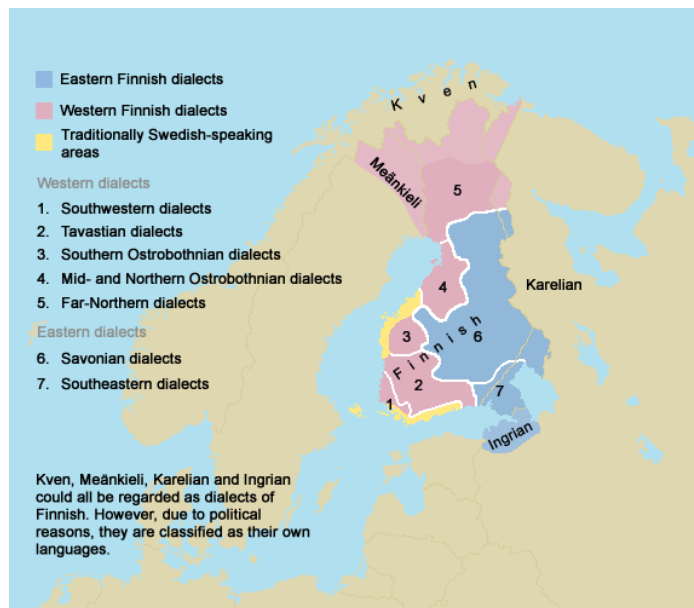 Eastern Finnish dialects
Western Finnish dialects
Traditionally Swedish-speaking
areas
Western dialects
1. Southwestern dialects
2. Tavastian dialects
3. Southern Ostrobothnian dialects
4. Mid- and Northern Ostrobothnian dialects
5. Far-Northern dialects
Eastern dialects
6. Savonian dialects
7. Southeastern dialects
Kven, Meänkieli, Karelian and Ingrian
could all be regarded as dialects of
Finnish. However, due to political
reasons, they are classified as their own
languages.
Kven
Meänkieli
5
Karelian
4
Finnish
3
6
2
1
7
Ingrian